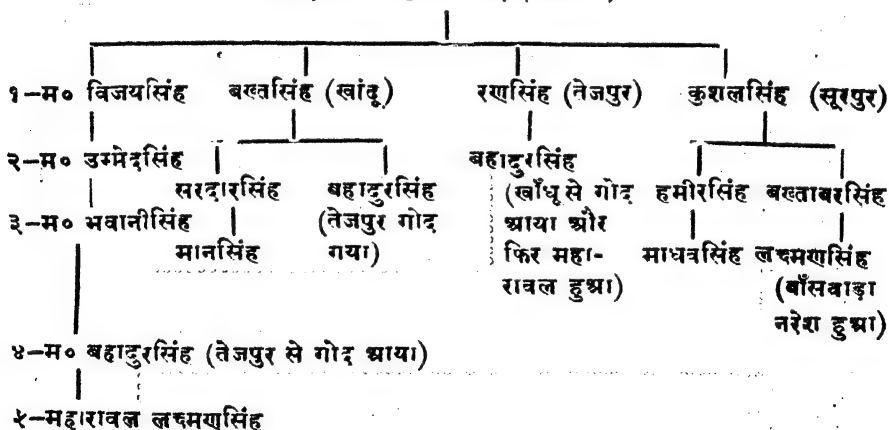 १–म० विजयसिंह बख्तसिंह (खांदू) रणसिंह (तेजपुर) कुशलसिंह (सूरपुर)
२–म० उम्मेदसिंह बहादुरसिंह
सरदारसिंह बहादुरसिंह (खाँधू से गोद हमीरसिंह बख्ताबरसिंह
३–म० भवानीसिंह (तेजपुर गोद आया और
मानसिंह गया) फिर महा- माधवसिंह लक्ष्मणसिंह
रावल हुआ) (बाँसवाड़ा
नरेश हुआ)
४–म० बहादुरसिंह (तेजपुर से गोद आया)
५–महारावल लक्ष्मणसिंह